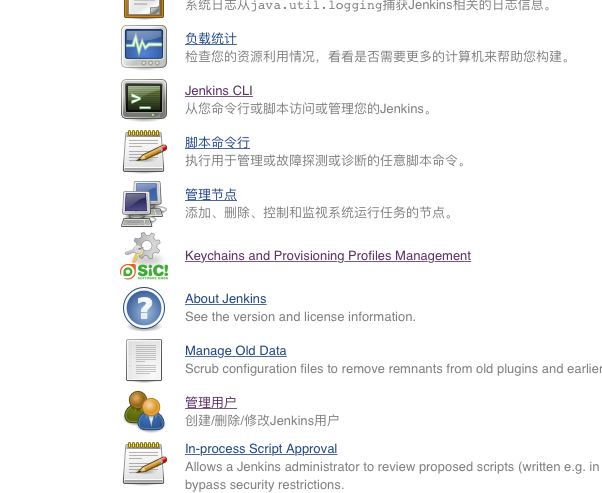 系统日志从java.util.logging捕获Jenkins相关的日志信息。
负载统计
检查您的资源利用情况，看看是否需要更多的计算机来帮助您构建。
Jenkins CLI
从您命令行或脚本访问或管理您的Jenkins。
脚本命令行
执行用于管理或故障探测或诊断的任意脚本命令。
管理节点
添加、删除、控制和监视系统运行任务的节点。
SiC!
Keychains and Provisioning Profiles Management
About Jenkins
See the version and license information.
Manage Old Data
Scrub configuration files to remove remnants from old plugins and earlier
管理用户
创建/删除/修改Jenkins用户
In-process Script Approval
Allows a Jenkins administrator to review proposed scripts (written e.g. in
bypass security restrictions.